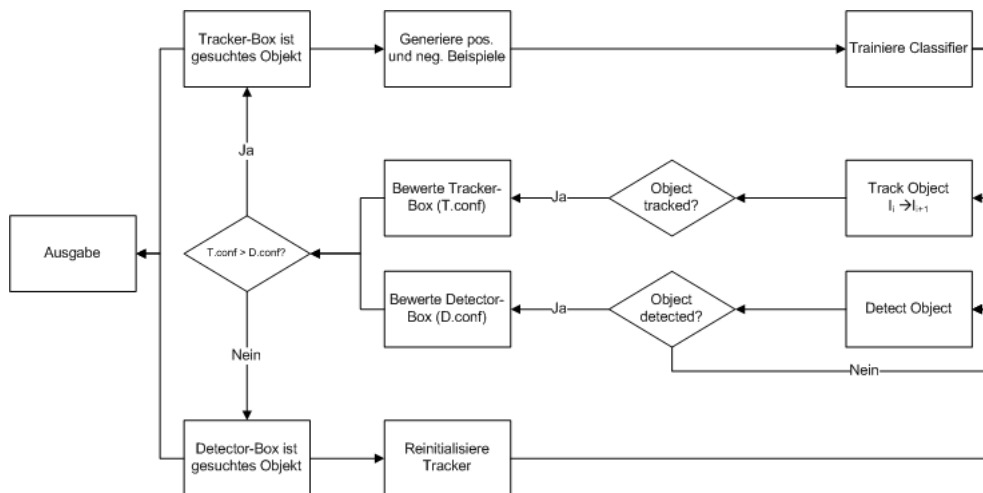 Tracker-Box ist
gesuchtes Objekt
Generiere pos.
und neg. Beispiele
Trainiere Classifier
Ja
Bewerte Tracker-
Box (T.conf)
Ja
Object
tracked?
Track Object
Iᵢ →Iᵢ₊₁
Ausgabe
T.conf > D.conf?
Bewerte Detector-
Box (D.conf)
Ja
Object
detected?
Detect Object
Nein
Nein
Detector-Box ist
gesuchtes Objekt
Reinitialisiere
Tracker